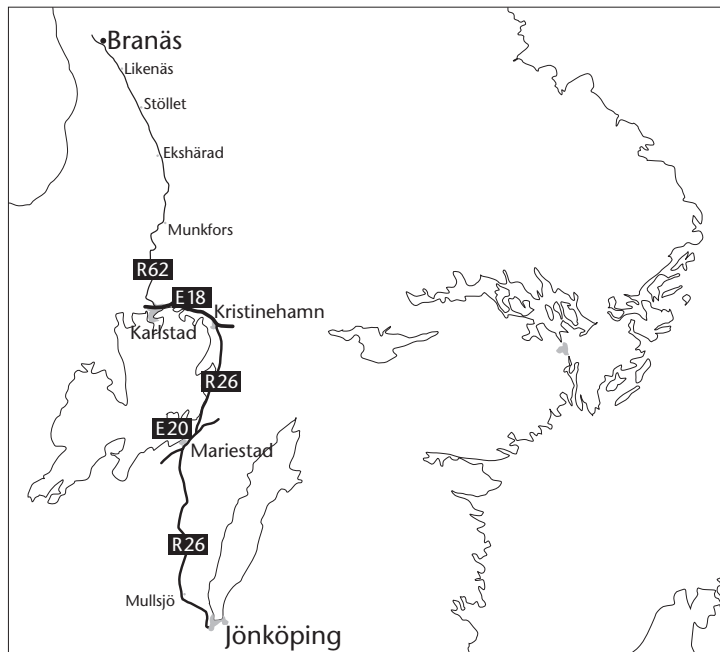 Branäs
Likenäs
Stöllet
Ekshärad
Munkfors
R62
E18
Kristinehamn
Karlstad
R26
E20
Mariestad
R26
Mullsjö
Jönköping